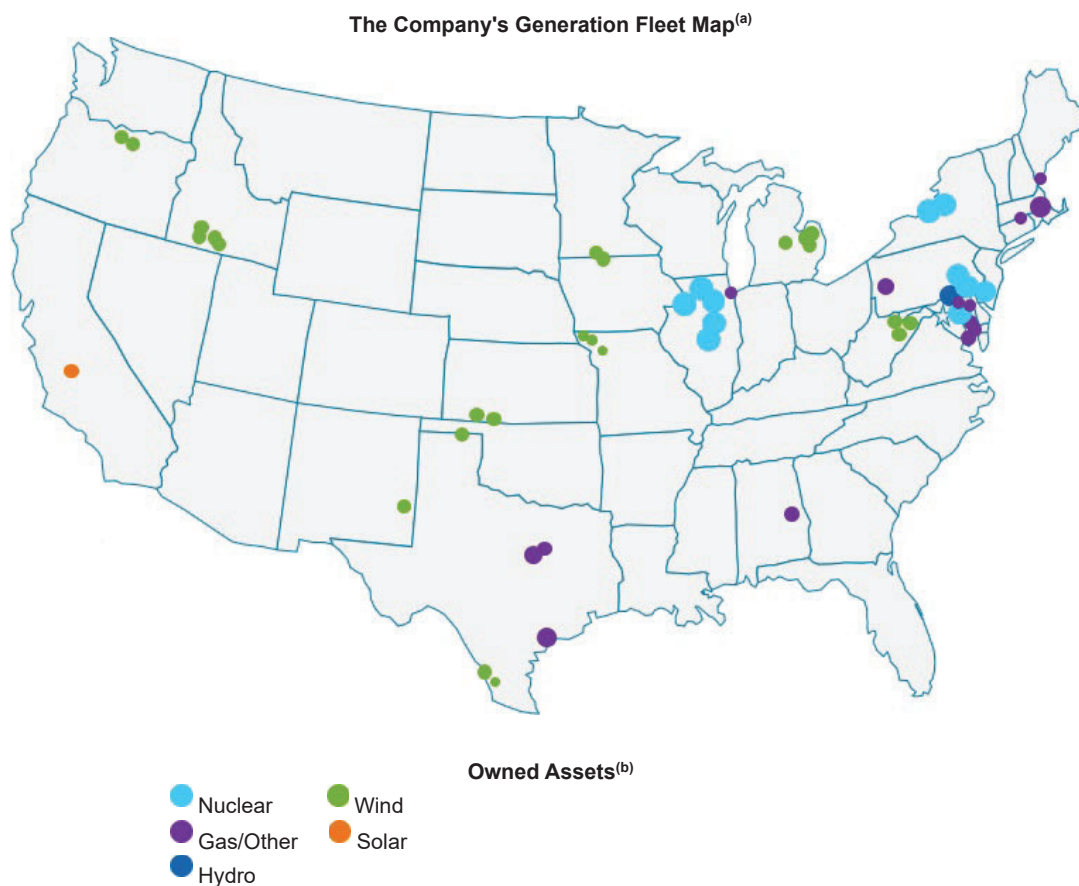 The Company's Generation Fleet Map(a)
Owned Assets(b)
Nuclear Wind
Gas/Other Solar
Hydro